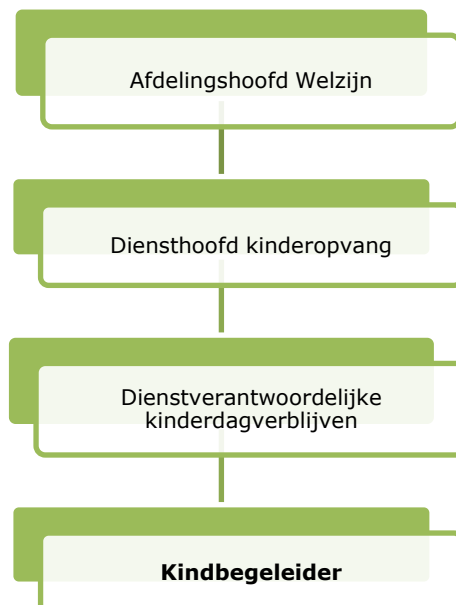 Afdelingshoofd Welzijn
Diensthoofd kinderopvang
Dienstverantwoordelijke
kinderdagverblijven
Kindbegeleider